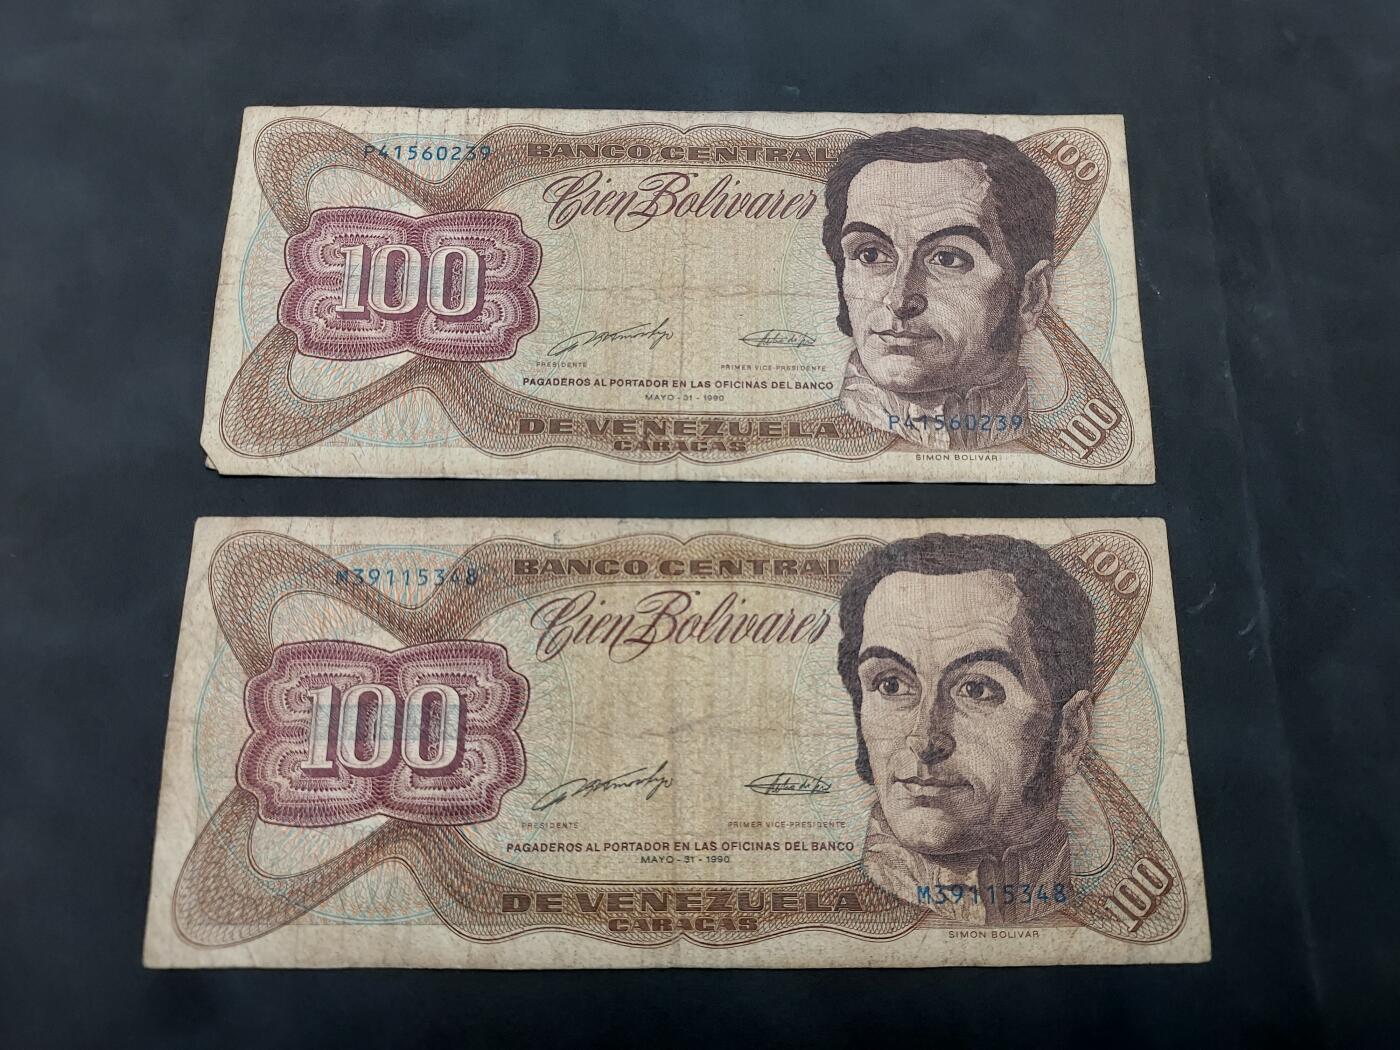 P41560239
BANCO CENTRAL
100
Cien Bolivares
100
PRESIDENTE
PRIMER VICE-PRESIDENTE
PAGADEROS AL PORTADOR EN LAS OFICINAS DEL BANCO
MAYO - 31 - 1990
DE VENEZUELA
CARACAS
P41560239
100
SIMON BOLIVAR
M39115348
BANCO CENTRAL
100
Cien Bolivares
100
PRESIDENTE
PRIMER VICE-PRESIDENTE
PAGADEROS AL PORTADOR EN LAS OFICINAS DEL BANCO
MAYO - 31 - 1990
DE VENEZUELA
CARACAS
M39115348
100
SIMON BOLIVAR